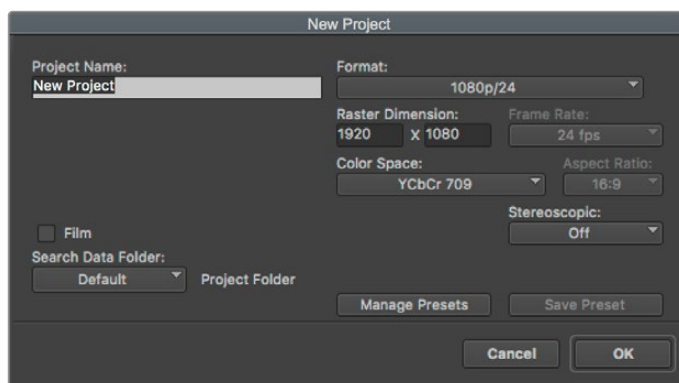 New Project
Project Name:
New Project
Format:
1080p/24
Raster Dimension:
Frame Rate:
1920 X 1080
24 fps
Color Space:
Aspect Ratio:
YCbCr 709
16:9
Stereoscopic:
Off
Film
Search Data Folder:
Default
Project Folder
Manage Presets
Save Preset
Cancel
OK